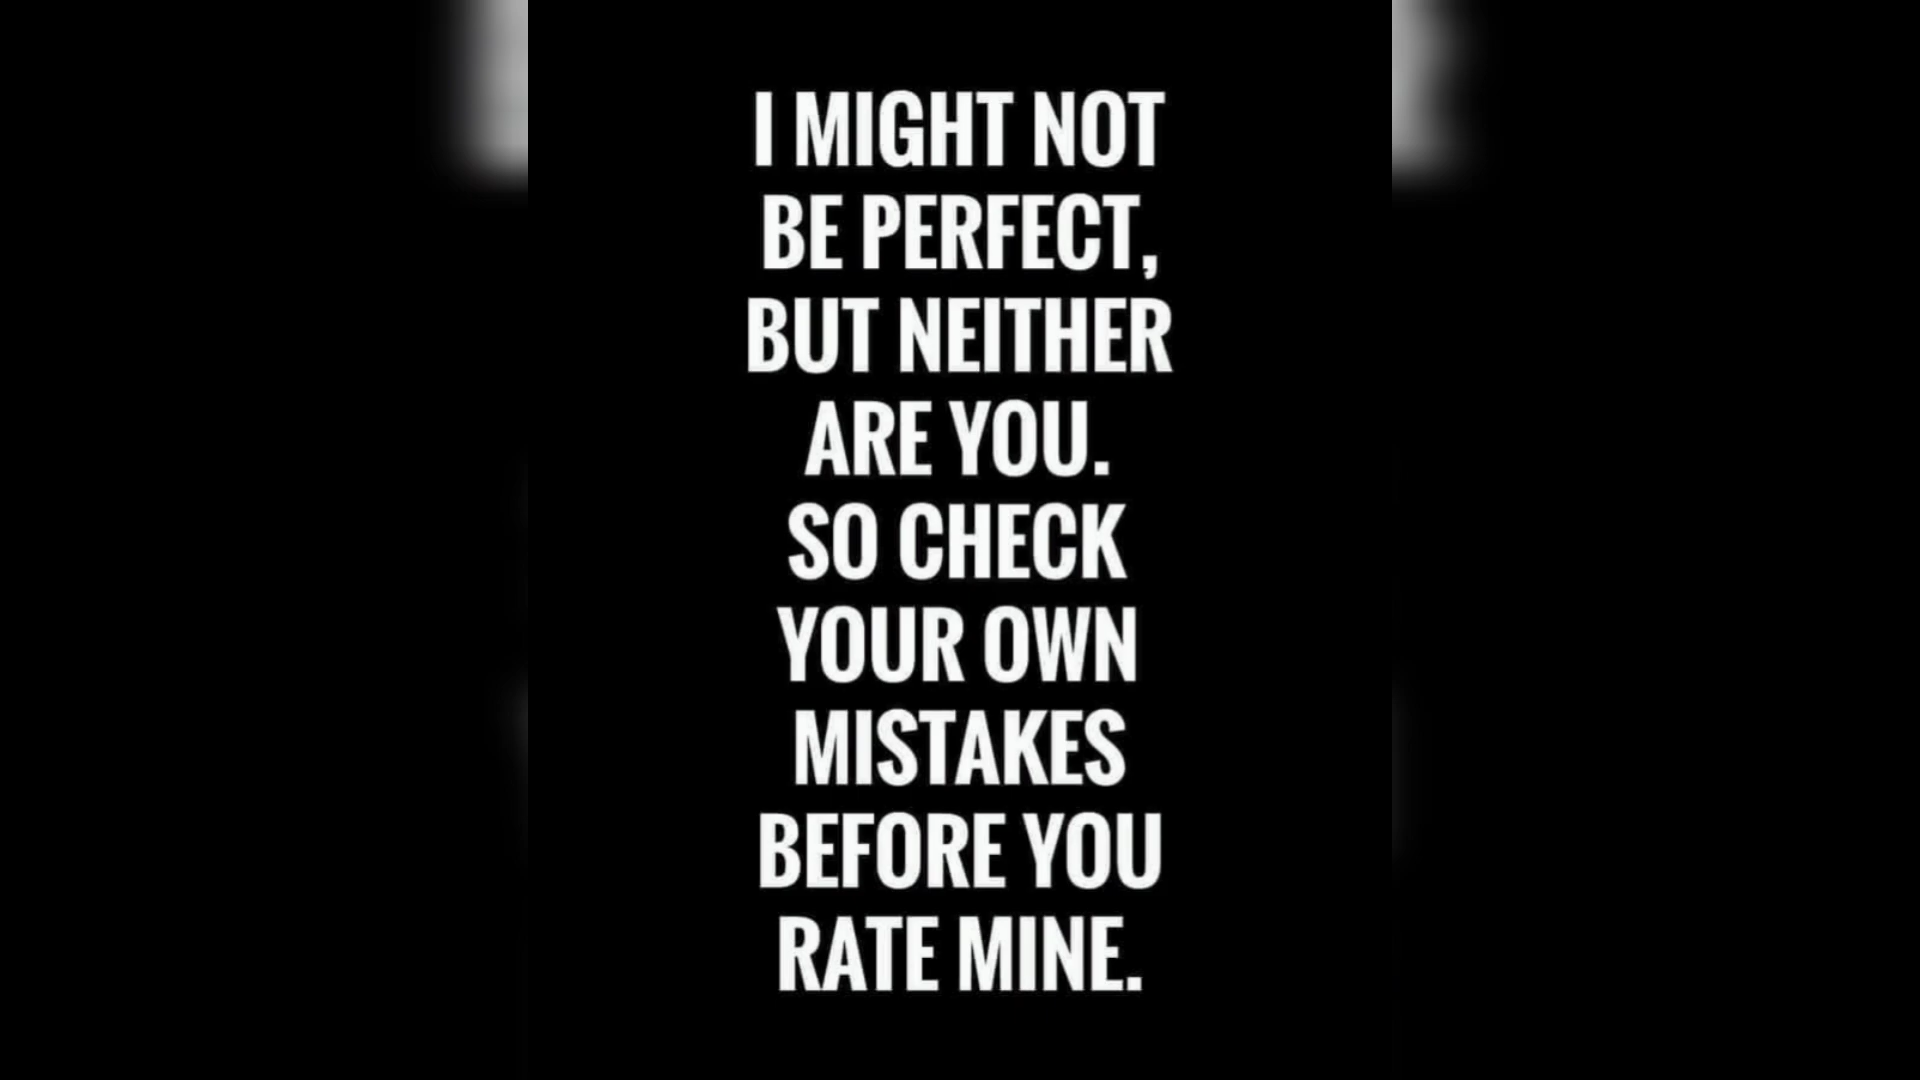 I MIGHT NOT
BE PERFECT,
BUT NEITHER
ARE YOU.
SO CHECK
YOUR OWN
MISTAKES
BEFORE YOU
RATE MINE.